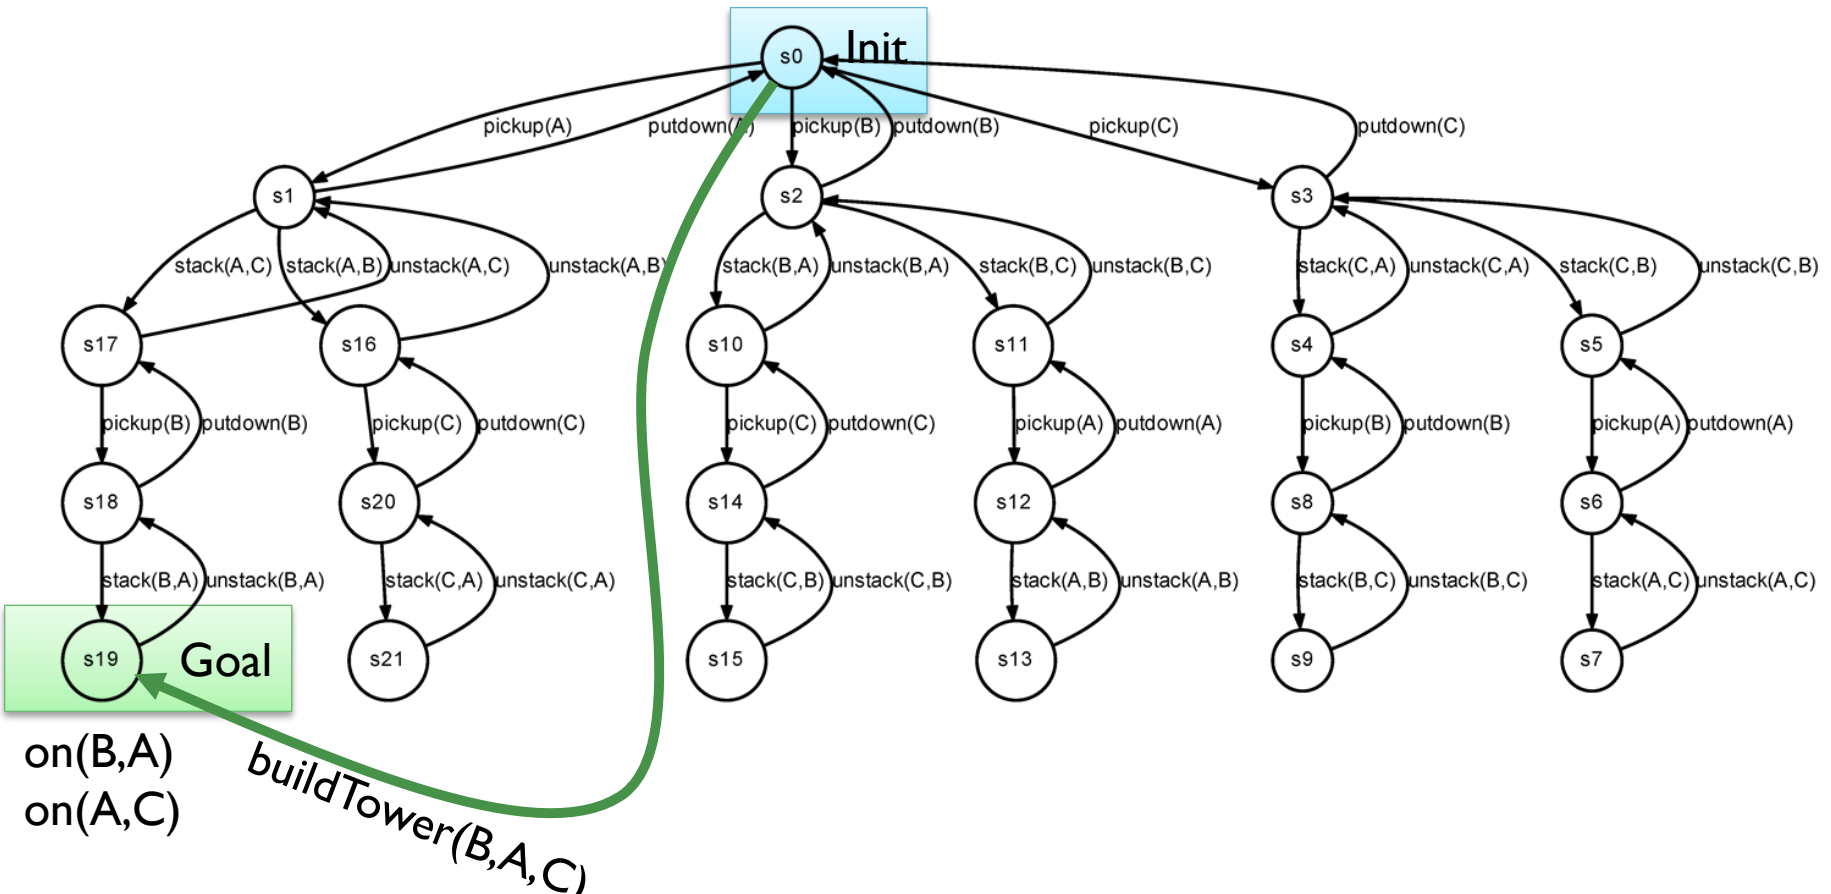 s0 Init
pickup(A) putdown(A) pickup(B) putdown(B) pickup(C) putdown(C)
s1 s2 s3
stack(A,C) stack(A,B) unstack(A,C) unstack(A,B) stack(B,A) unstack(B,A) stack(B,C) unstack(B,C) stack(C,A) unstack(C,A) stack(C,B) unstack(C,B)
s17 s16 s10 s11 s4 s5
pickup(B) putdown(B) pickup(C) putdown(C) pickup(C) putdown(C) pickup(A) putdown(A) pickup(B) putdown(B) pickup(A) putdown(A)
s18 s20 s14 s12 s8 s6
stack(B,A) unstack(B,A) stack(C,A) unstack(C,A) stack(C,B) unstack(C,B) stack(A,B) unstack(A,B) stack(B,C) unstack(B,C) stack(A,C) unstack(A,C)
s19 Goal s21 s15 s13 s9 s7
on(B,A)
on(A,C)
buildTower(B,A,C)